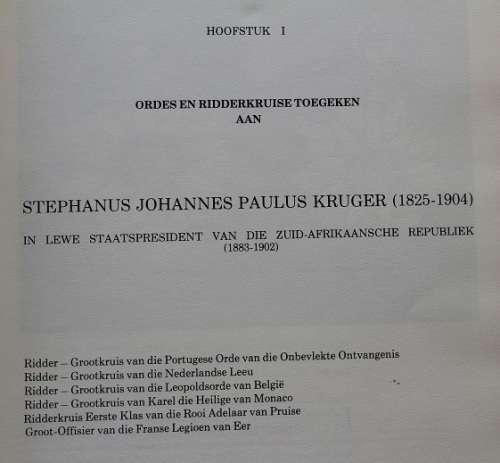 HOOFSTUK I
ORDES EN RIDDERKRUISE TOEGEKEN
AAN
STEPHANUS JOHANNES PAULUS KRUGER (1825-1904)
IN LEWE STAATSPRESIDENT VAN DIE ZUID-AFRIKAANSCHE REPUBLIEK
(1883-1902)
Ridder – Grootkruis van die Portugese Orde van die Onbevlekte Ontvangenis
Ridder – Grootkruis van die Nederlandse Leeu
Ridder – Grootkruis van die Leopoldsorde van België
Ridder – Grootkruis van Karel die Heilige van Monaco
Ridderkruis Eerste Klas van die Rooi Adelaar van Pruise
Groot-Offisier van die Franse Legioen van Eer